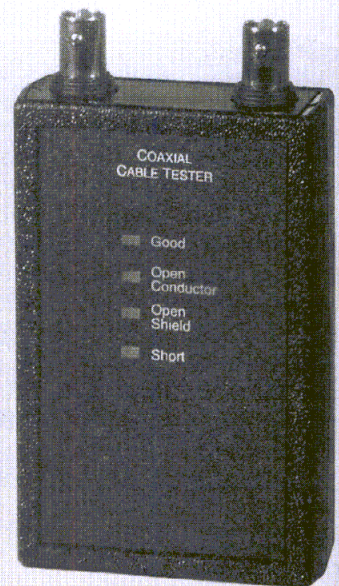 COAXIAL
CABLE TESTER
Good
Open
Conductor
Open
Shield
Short